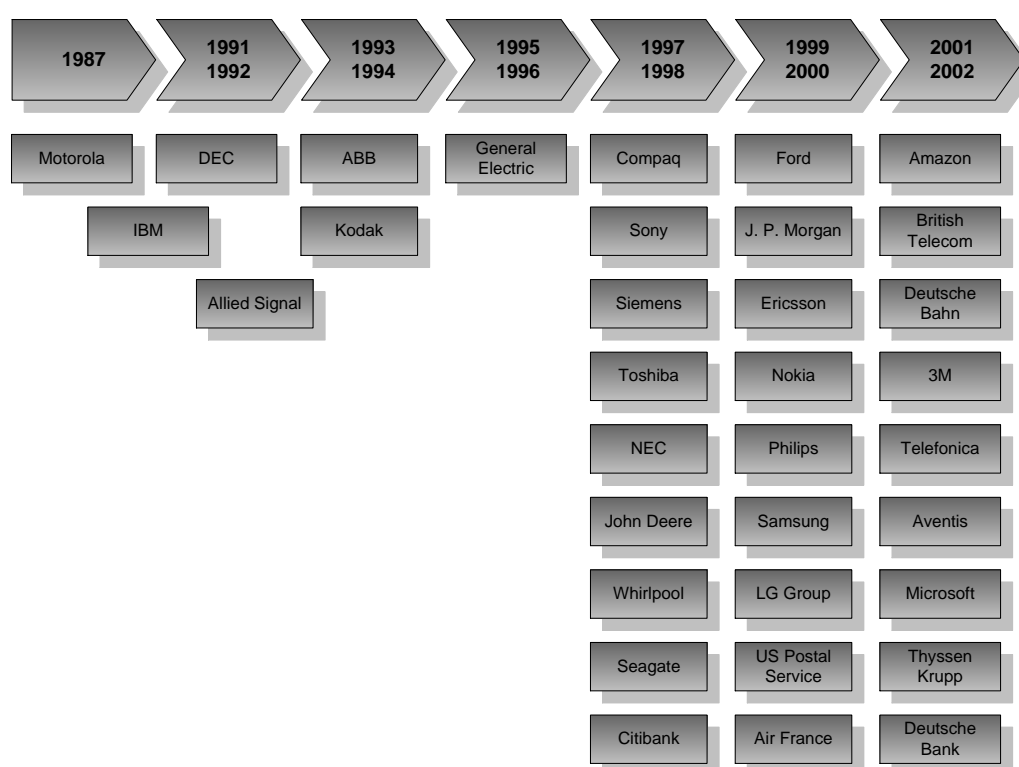 1987
1991
1992
1993
1994
1995
1996
1997
1998
1999
2000
2001
2002
Motorola
DEC
ABB
General
Electric
Compaq
Ford
Amazon
IBM
Kodak
Sony
J. P. Morgan
British
Telecom
Allied Signal
Siemens
Ericsson
Deutsche
Bahn
Toshiba
Nokia
3M
NEC
Philips
Telefonica
John Deere
Samsung
Aventis
Whirlpool
LG Group
Microsoft
Seagate
US Postal
Service
Thyssen
Krupp
Citibank
Air France
Deutsche
Bank